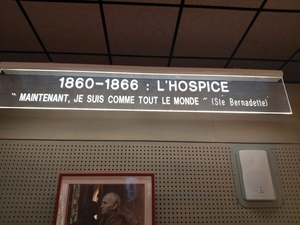 1860-1866 : L'HOSPICE
“ MAINTENANT, JE SUIS COMME TOUT LE MONDE ” (Ste Bernadette)